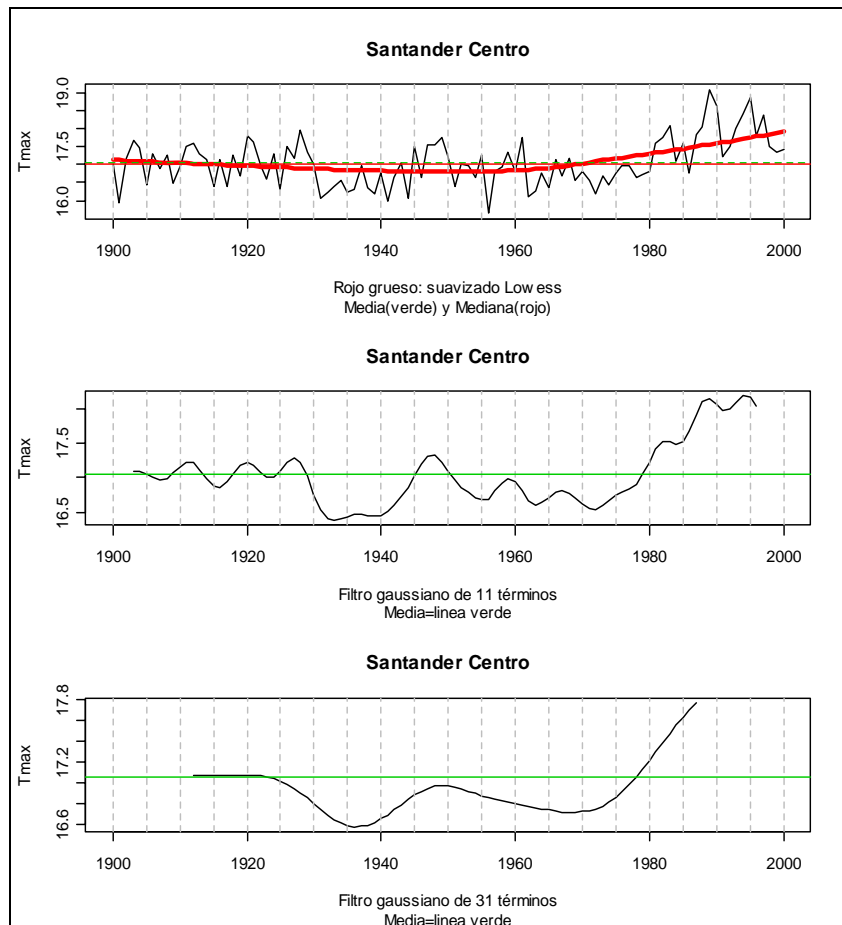 Santander Centro
Tmax
19.0
17.5
16.0
1900 1920 1940 1960 1980 2000
Rojo grueso: suavizado Lowess
Media(verde) y Mediana(rojo)
Santander Centro
Tmax
17.5
16.5
1900 1920 1940 1960 1980 2000
Filtro gaussiano de 11 términos
Media=linea verde
Santander Centro
Tmax
17.8
17.2
16.6
1900 1920 1940 1960 1980 2000
Filtro gaussiano de 31 términos
Media=linea verde